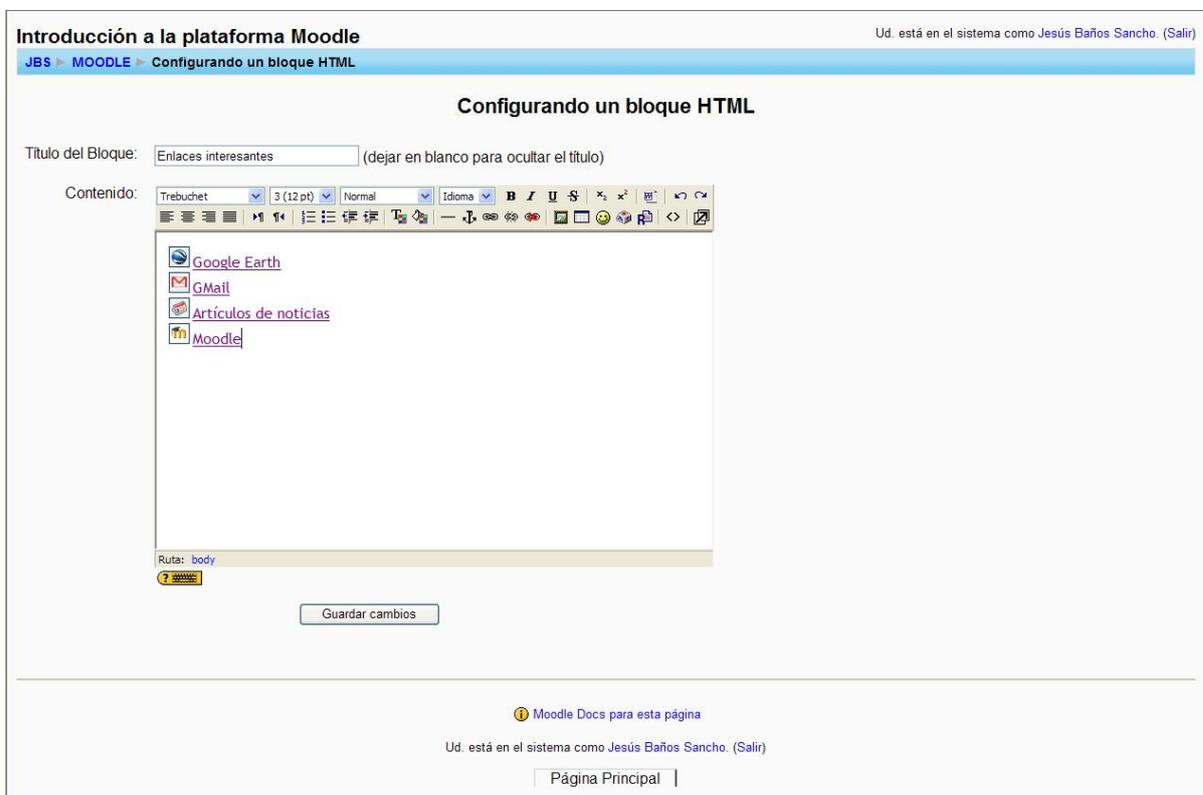 Introducción a la plataforma Moodle
Ud. está en el sistema como Jesús Baños Sancho. (Salir)
JBS ► MOODLE ► Configurando un bloque HTML
Configurando un bloque HTML
Título del Bloque: Enlaces interesantes (dejar en blanco para ocultar el título)
Contenido:
Trebuchet 3 (12 pt) Normal Idioma B I U S x₂ x²
Google Earth
GMail
Artículos de noticias
Moodle
Ruta: body
?
Guardar cambios
Moodle Docs para esta página
Ud. está en el sistema como Jesús Baños Sancho. (Salir)
Página Principal